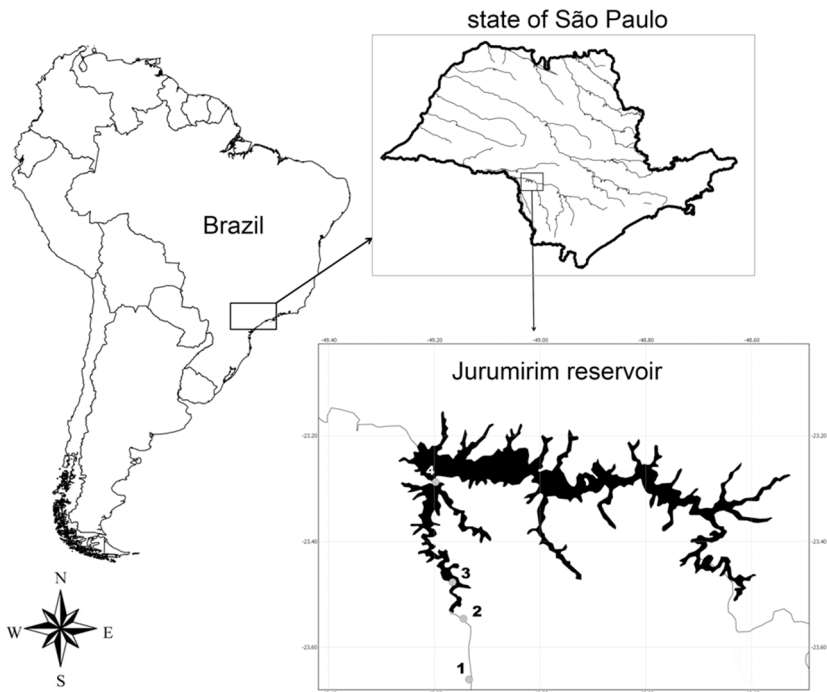 state of São Paulo
Brazil
-49.40 -49.20 -49.00 -48.80 -48.60
Jurumirim reservoir
-23.20 -23.20
-23.40 -23.40
3
2
-23.60 -23.60
1
N
W E
S